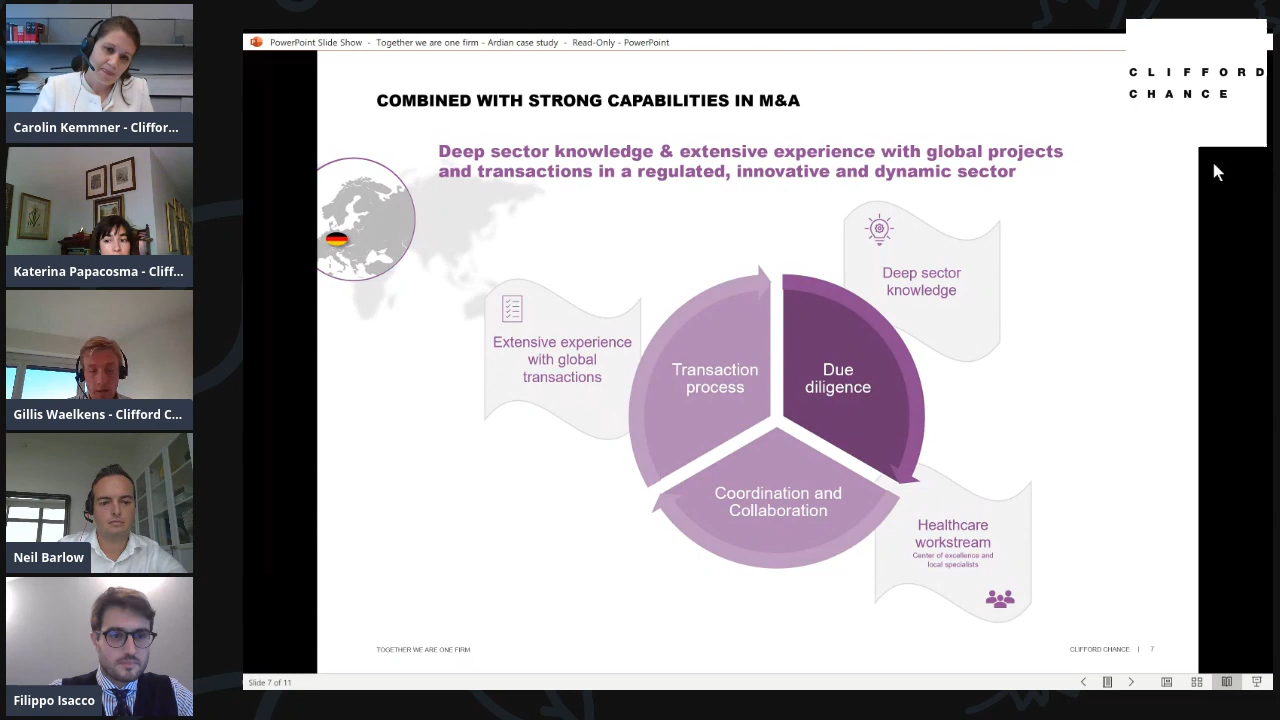 Carolin Kemmner - Cliffor...
Katerina Papacosma - Cliff...
Gillis Waelkens - Clifford C...
Neil Barlow
Filippo Isacco
PowerPoint Slide Show - Together we are one firm - Ardian case study - Read-Only - PowerPoint
CLIFFORD
CHANCE
COMBINED WITH STRONG CAPABILITIES IN M&A
Deep sector knowledge & extensive experience with global projects
and transactions in a regulated, innovative and dynamic sector
Deep sector
knowledge
Extensive experience
with global
transactions
Transaction
process
Due
diligence
Coordination and
Collaboration
Healthcare
workstream
Center of excellence and
local specialists
TOGETHER WE ARE ONE FIRM
CLIFFORD CHANCE | 7
Slide 7 of 11